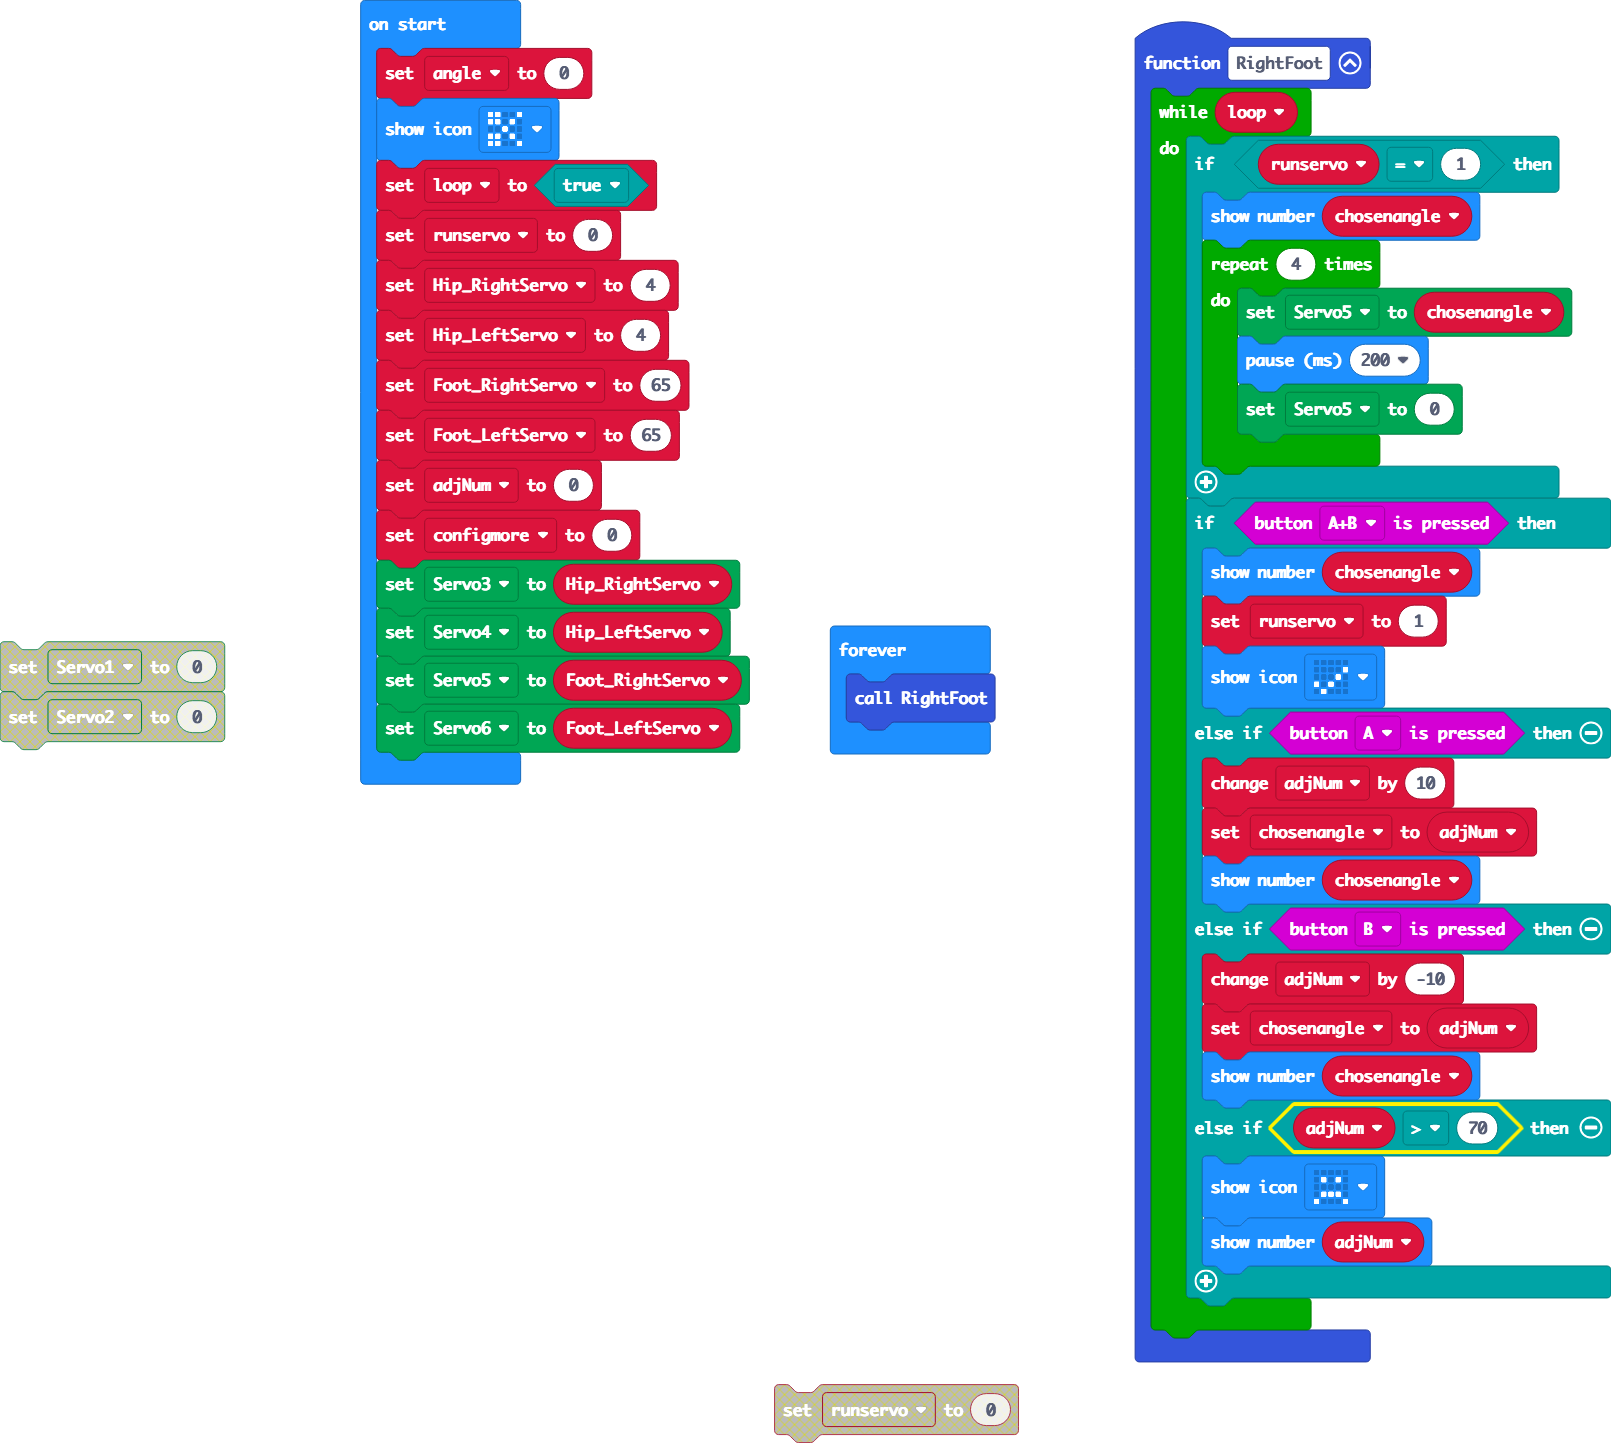 on start
set angle to 0
show icon
set loop to true
set runservo to 0
set Hip_RightServo to 4
set Hip_LeftServo to 4
set Foot_RightServo to 65
set Foot_LeftServo to 65
set adjNum to 0
set configmore to 0
set Servo3 to Hip_RightServo
set Servo4 to Hip_LeftServo
set Servo5 to Foot_RightServo
set Servo6 to Foot_LeftServo
set Servo1 to 0
set Servo2 to 0
forever
call RightFoot
function RightFoot
while loop
do
if runservo = 1 then
show number chosenangle
repeat 4 times
do
set Servo5 to chosenangle
pause (ms) 200
set Servo5 to 0
if button A+B is pressed then
show number chosenangle
set runservo to 1
show icon
else if button A is pressed then
change adjNum by 10
set chosenangle to adjNum
show number chosenangle
else if button B is pressed then
change adjNum by -10
set chosenangle to adjNum
show number chosenangle
else if adjNum > 70 then
show icon
show number adjNum
set runservo to 0